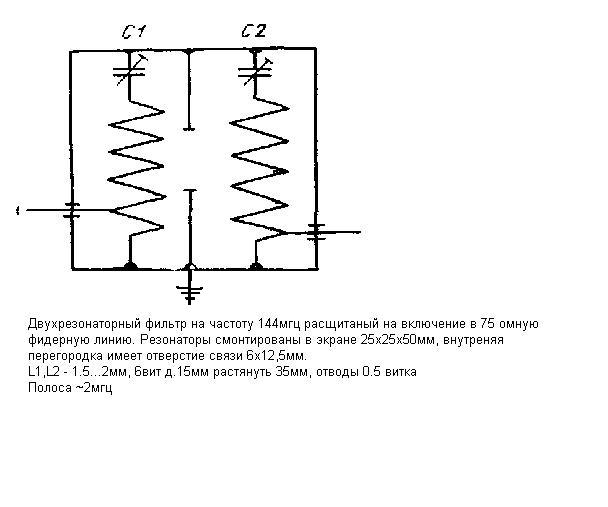 C1 C2
Двухрезонаторный фильтр на частоту 144мгц расщитаный на включение в 75 омную
фидерную линию. Резонаторы смонтированы в экране 25х25х50мм, внутреняя
перегородка имеет отверстие связи 6х12,5мм.
L1,L2 - 1.5...2мм, 6вит д.15мм растянуть 35мм, отводы 0.5 витка
Полоса ~2мгц